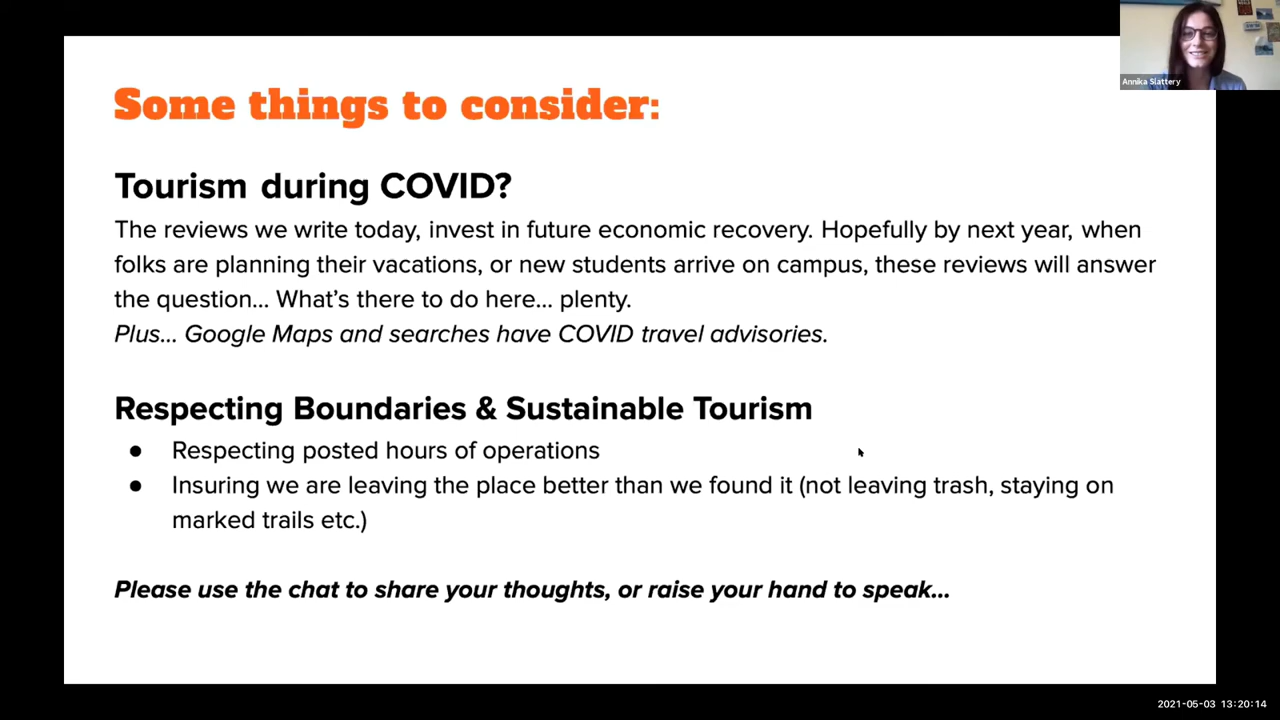 Annika Slattery
Some things to consider:
Tourism during COVID?
The reviews we write today, invest in future economic recovery. Hopefully by next year, when
folks are planning their vacations, or new students arrive on campus, these reviews will answer
the question... What's there to do here... plenty.
Plus... Google Maps and searches have COVID travel advisories.
Respecting Boundaries & Sustainable Tourism
● Respecting posted hours of operations
● Insuring we are leaving the place better than we found it (not leaving trash, staying on
marked trails etc.)
Please use the chat to share your thoughts, or raise your hand to speak...
2021-05-03 13:20:14